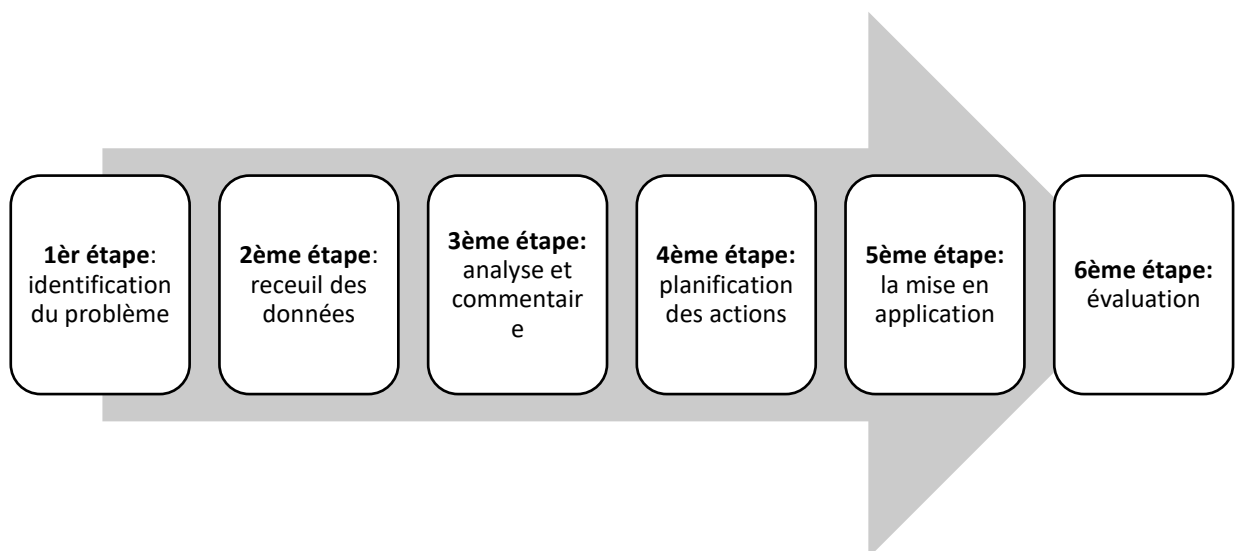 1èr étape:
identification
du problème
2ème étape:
receuil des
données
3ème étape:
analyse et
commentair
e
4ème étape:
planification
des actions
5ème étape:
la mise en
application
6ème étape:
évaluation